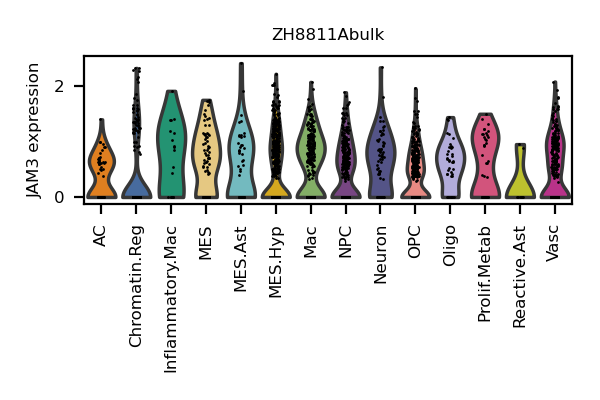 ZH8811Abulk
JAM3 expression
2
0
AC
Chromatin.Reg
Inflammatory.Mac
MES
MES.Ast
MES.Hyp
Mac
NPC
Neuron
OPC
Oligo
Prolif.Metab
Reactive.Ast
Vasc